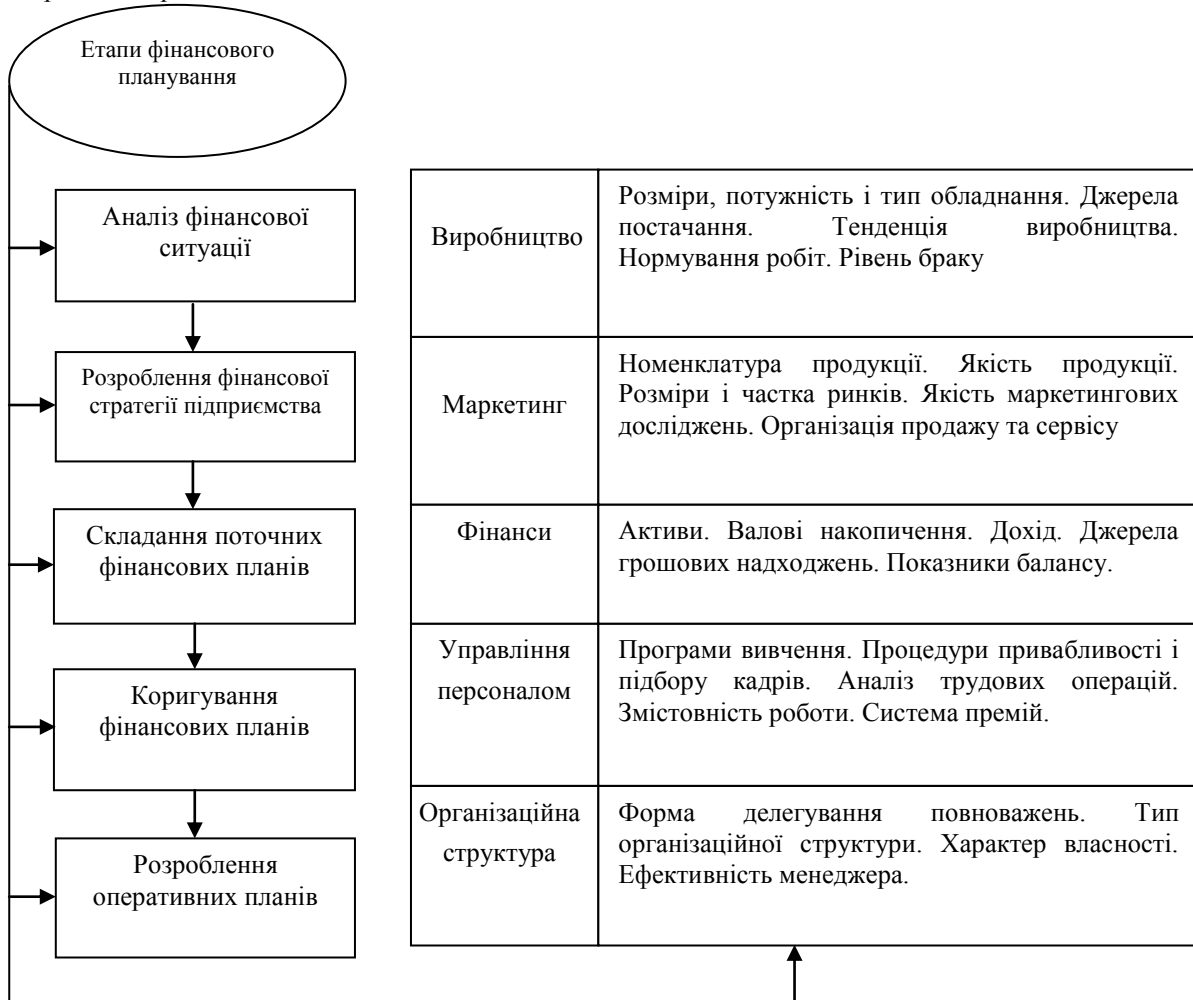 Етапи фінансового
планування
Аналіз фінансової
ситуації
Розроблення фінансової
стратегії підприємства
Складання поточних
фінансових планів
Коригування
фінансових планів
Розроблення
оперативних планів
Виробництво
Розміри, потужність і тип обладнання. Джерела
постачання. Тенденція виробництва.
Нормування робіт. Рівень браку
Маркетинг
Номенклатура продукції. Якість продукції.
Розміри і частка ринків. Якість маркетингових
досліджень. Організація продажу та сервісу
Фінанси
Активи. Валові накопичення. Дохід. Джерела
грошових надходжень. Показники балансу.
Управління
персоналом
Програми вивчення. Процедури привабливості і
підбору кадрів. Аналіз трудових операцій.
Змістовність роботи. Система премій.
Організаційна
структура
Форма делегування повноважень. Тип
організаційної структури. Характер власності.
Ефективність менеджера.